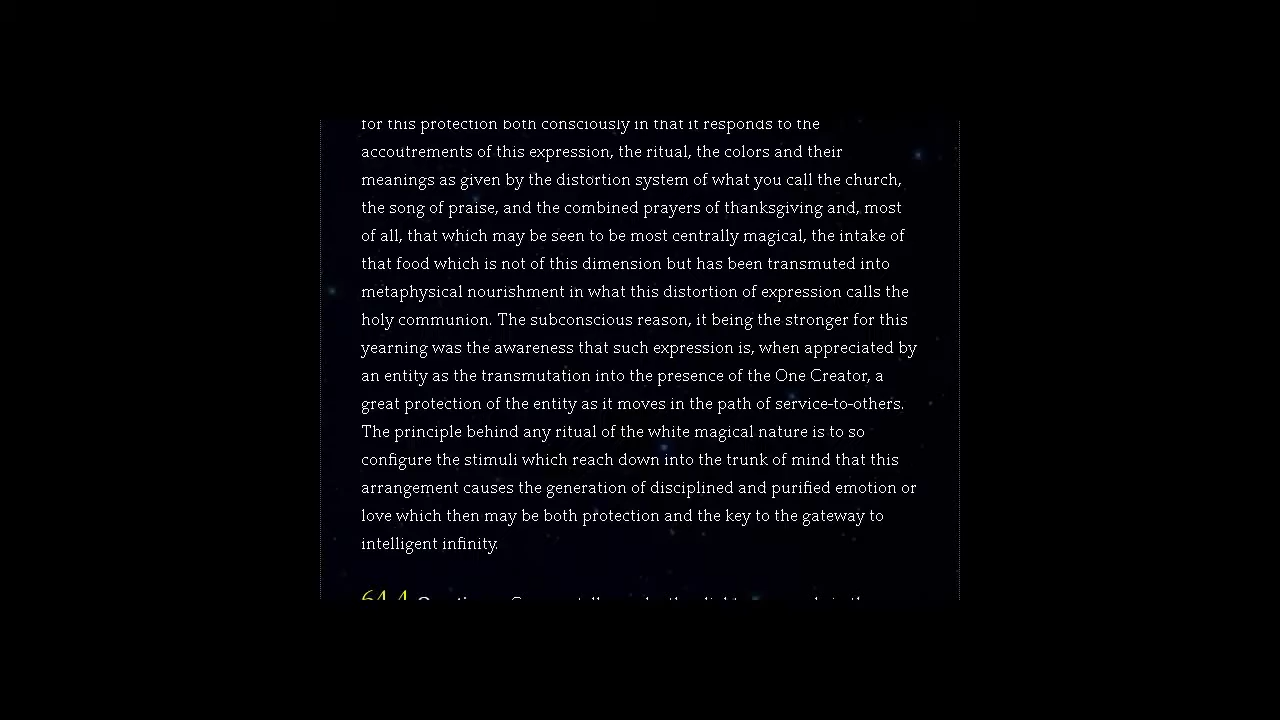 for this protection both consciously in that it responds to the
accoutrements of this expression, the ritual, the colors and their
meanings as given by the distortion system of what you call the church,
the song of praise, and the combined prayers of thanksgiving and, most
of all, that which may be seen to be most centrally magical, the intake of
that food which is not of this dimension but has been transmuted into
metaphysical nourishment in what this distortion of expression calls the
holy communion. The subconscious reason, it being the stronger for this
yearning was the awareness that such expression is, when appreciated by
an entity as the transmutation into the presence of the One Creator, a
great protection of the entity as it moves in the path of service-to-others.
The principle behind any ritual of the white magical nature is to so
configure the stimuli which reach down into the trunk of mind that this
arrangement causes the generation of disciplined and purified emotion or
love which then may be both protection and the key to the gateway to
intelligent infinity.
64.4